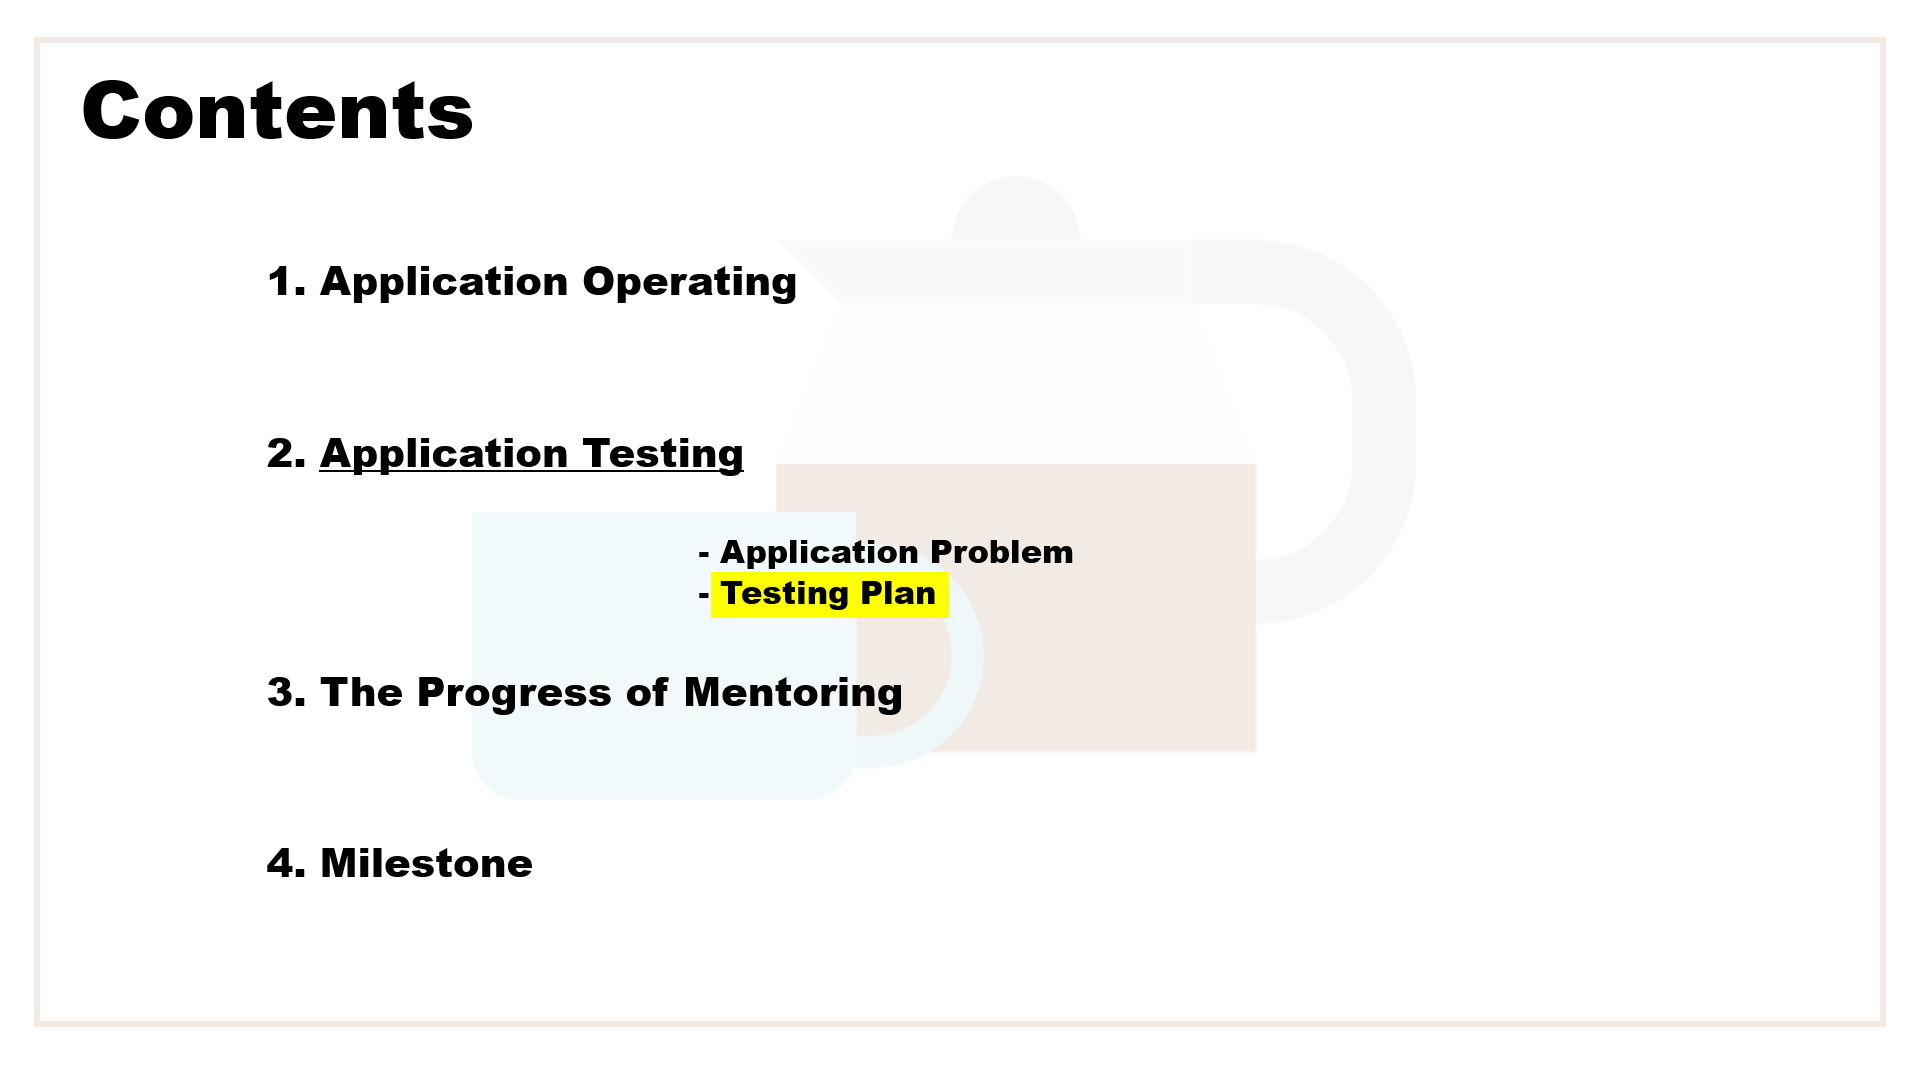 Contents
1. Application Operating
2. Application Testing
- Application Problem
- Testing Plan
3. The Progress of Mentoring
4. Milestone